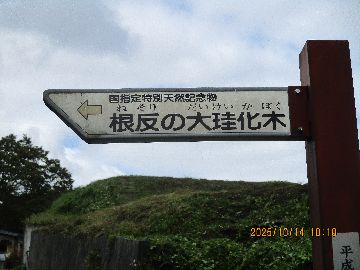 国指定特別天然記念物
ねそり だいけいかぼく
根反の大珪化木
2025/10/14 10:10
平成